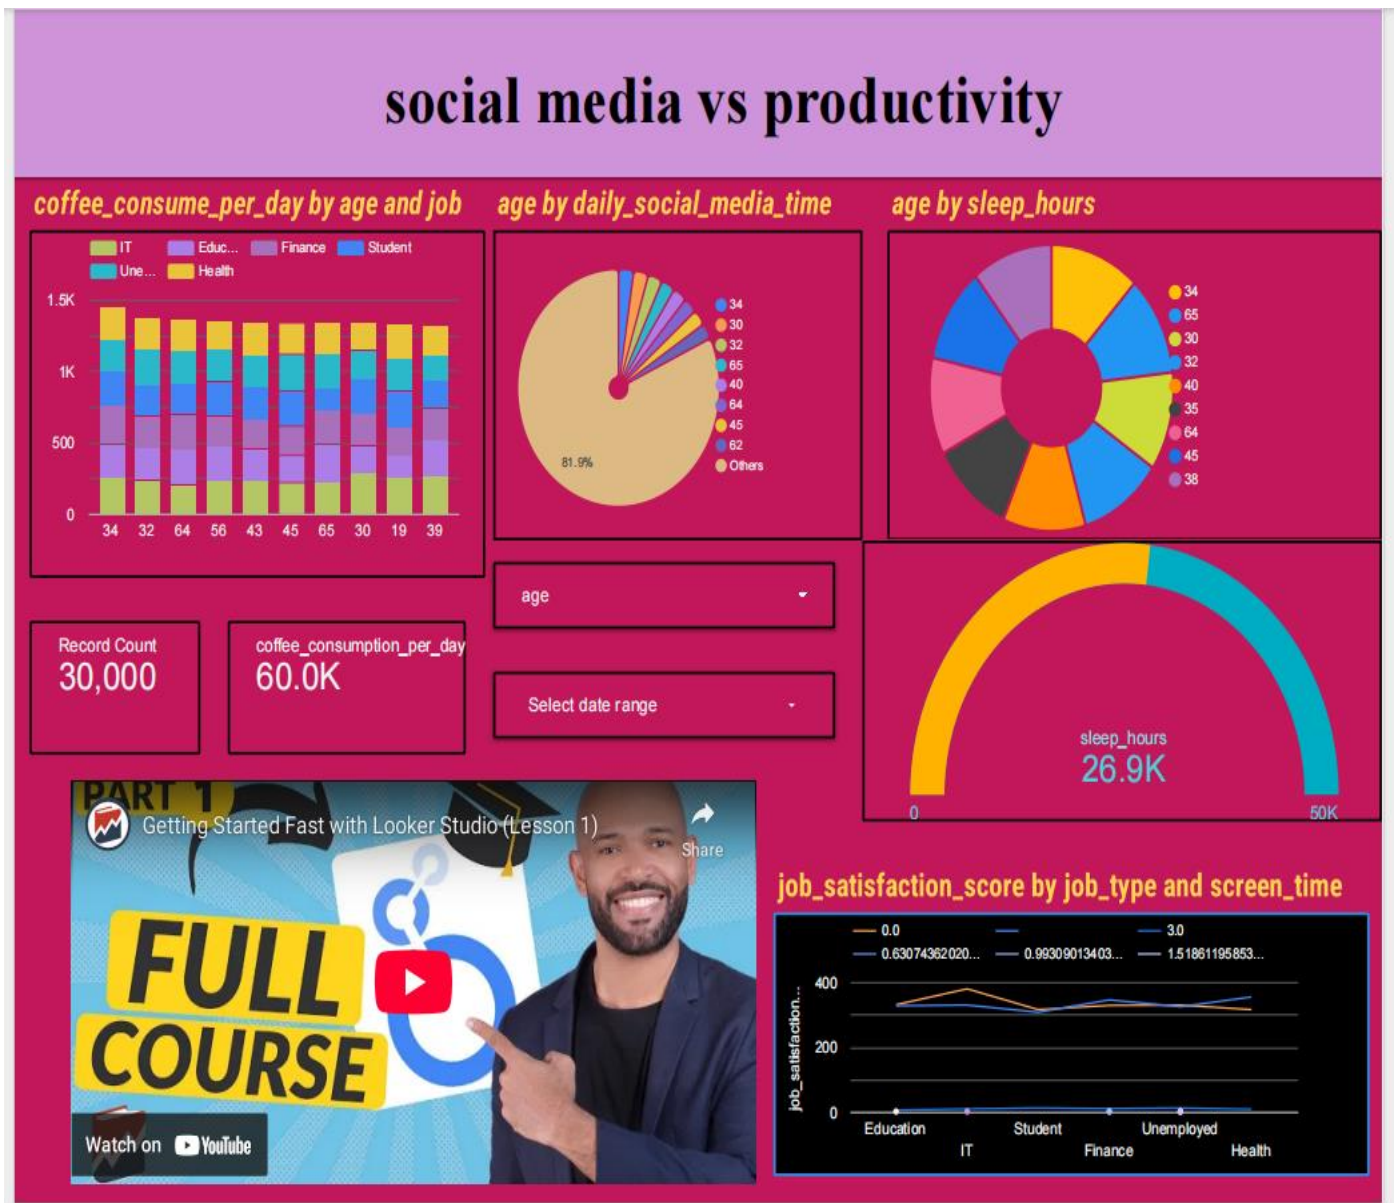 social media vs productivity
coffee_consume_per_day by age and job
IT Educ... Finance Student
Une... Health
1.5K
1K
500
0
34 32 64 56 43 45 65 30 19 39
age by daily_social_media_time
34
30
32
65
40
64
45
62
Others
81.9%
age by sleep_hours
34
65
30
32
40
35
64
45
38
Record Count
30,000
coffee_consumption_per_day
60.0K
age
Select date range
sleep_hours
26.9K
0 50K
PART 1
Getting Started Fast with Looker Studio (Lesson 1)
Share
FULL
COURSE
Watch on YouTube
job_satisfaction_score by job_type and screen_time
0.0 3.0
0.63074362020... 0.99309013403... 1.51861195853...
job_satisfaction...
400
200
0
Education Student Unemployed
IT Finance Health